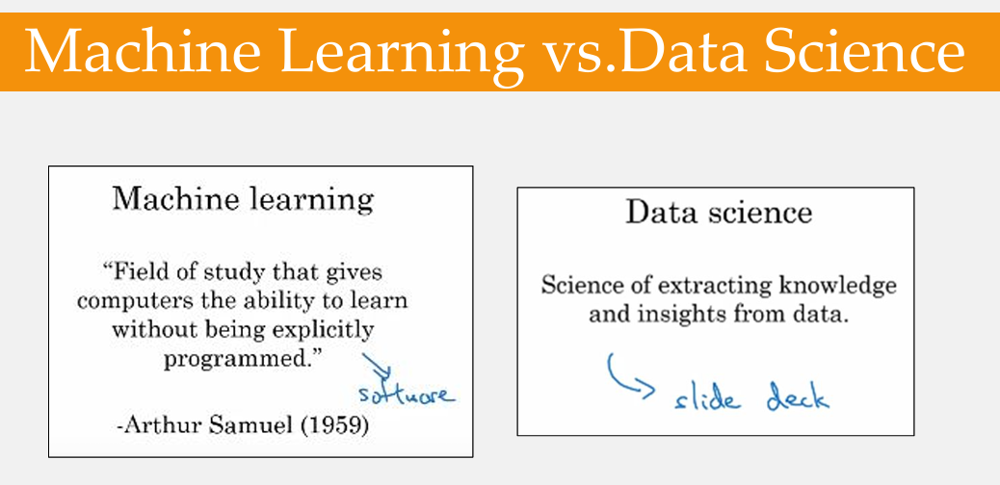 Machine Learning vs.Data Science
Machine learning
“Field of study that gives
computers the ability to learn
without being explicitly
programmed.”
software
-Arthur Samuel (1959)
Data science
Science of extracting knowledge
and insights from data.
slide deck